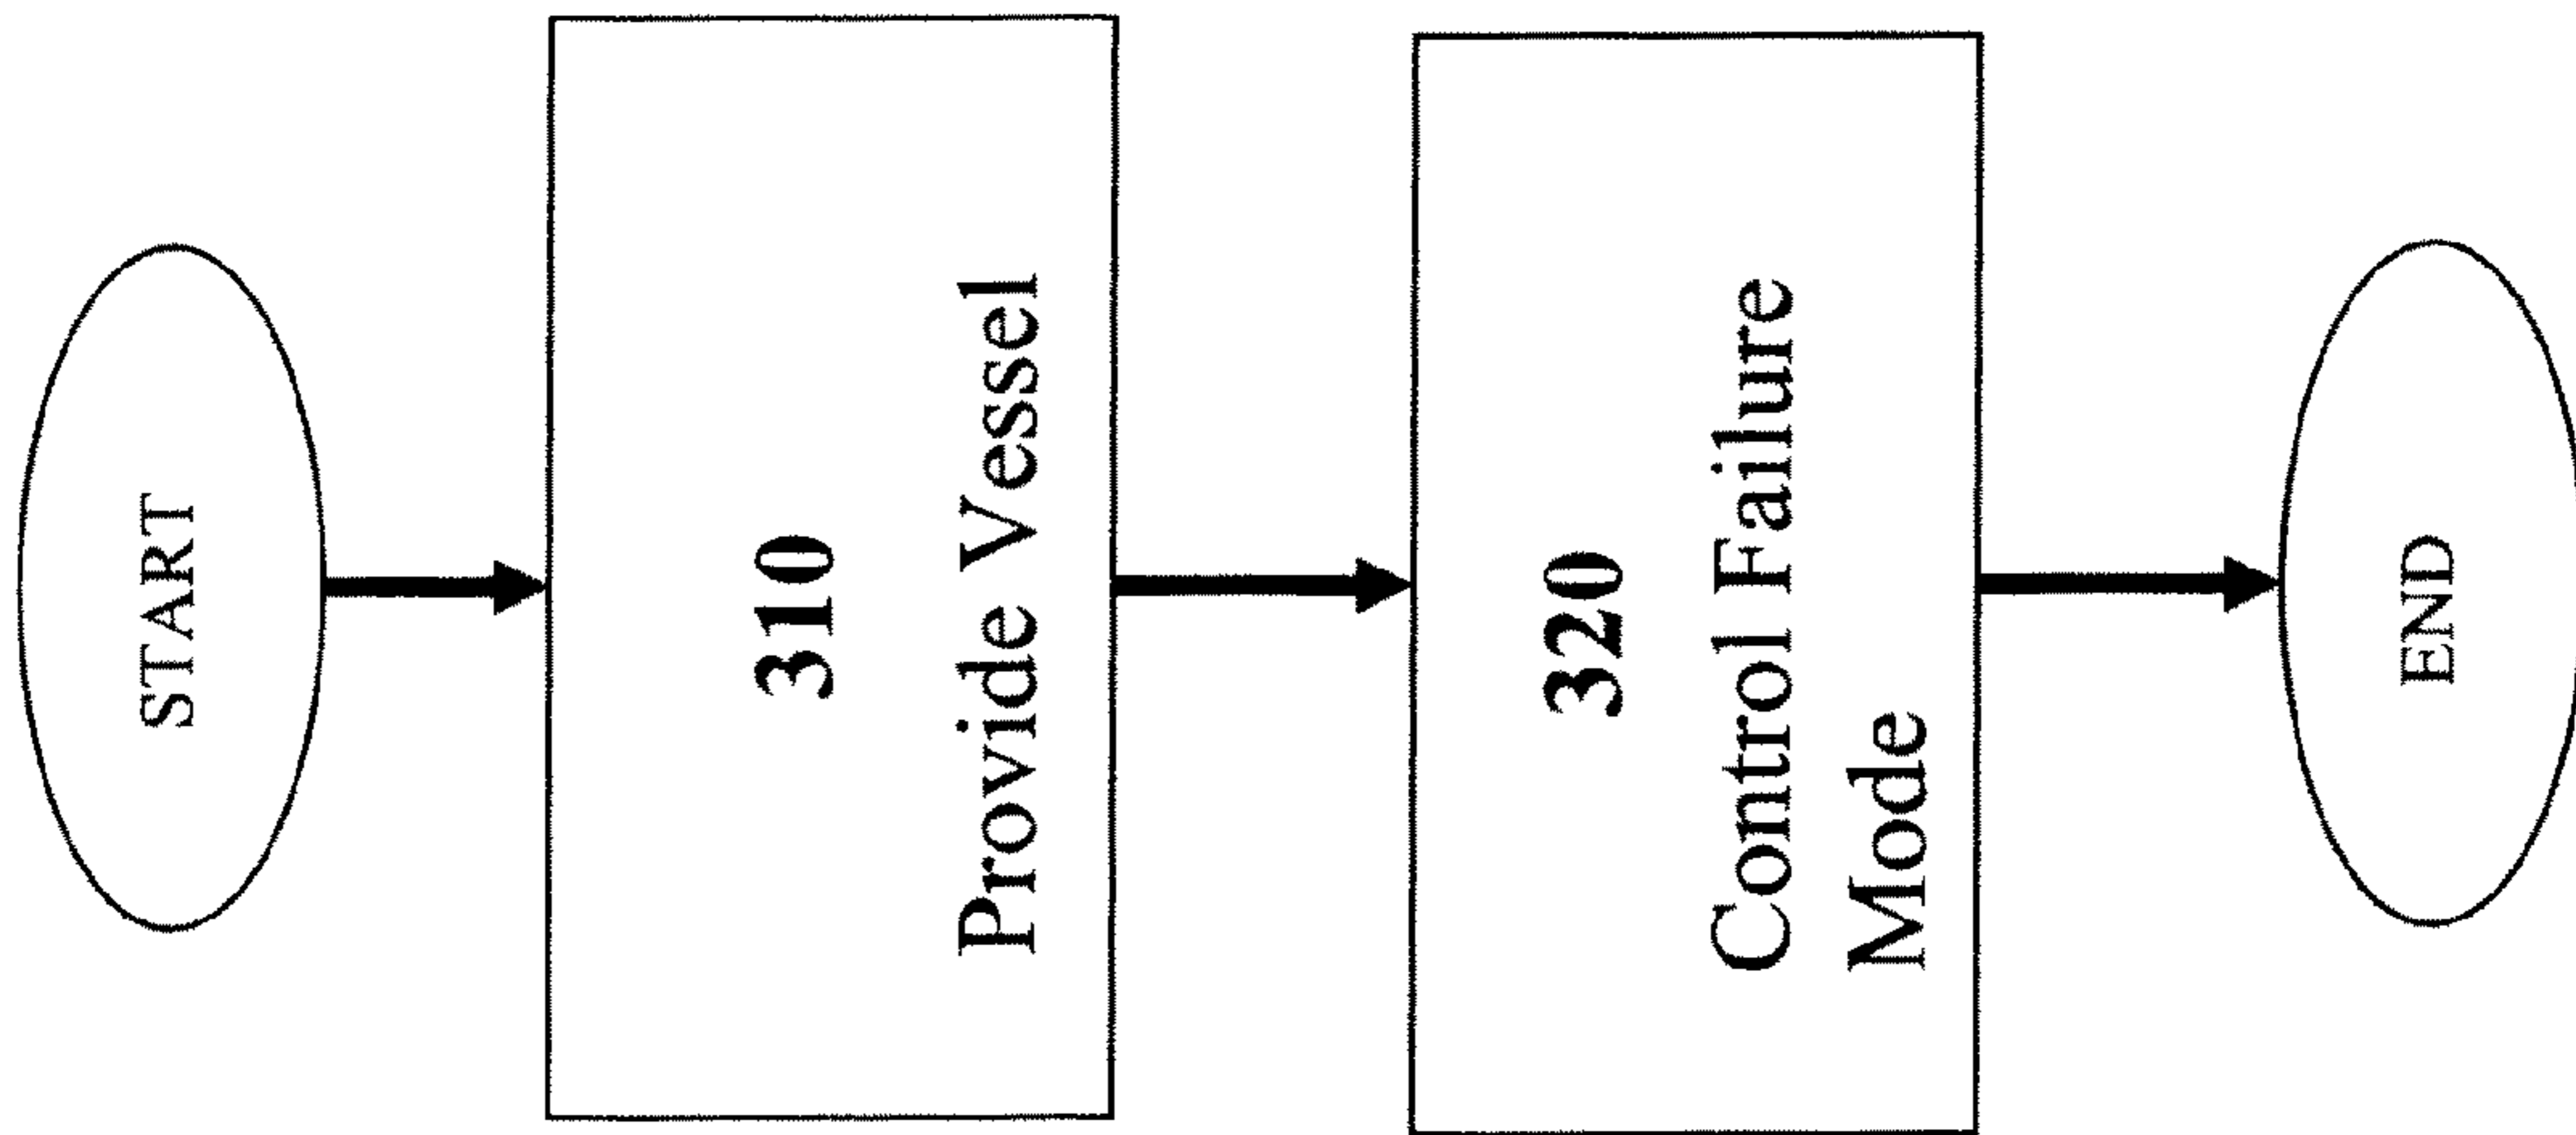 START
310
Provide Vessel
320
Control Failure
Mode
END